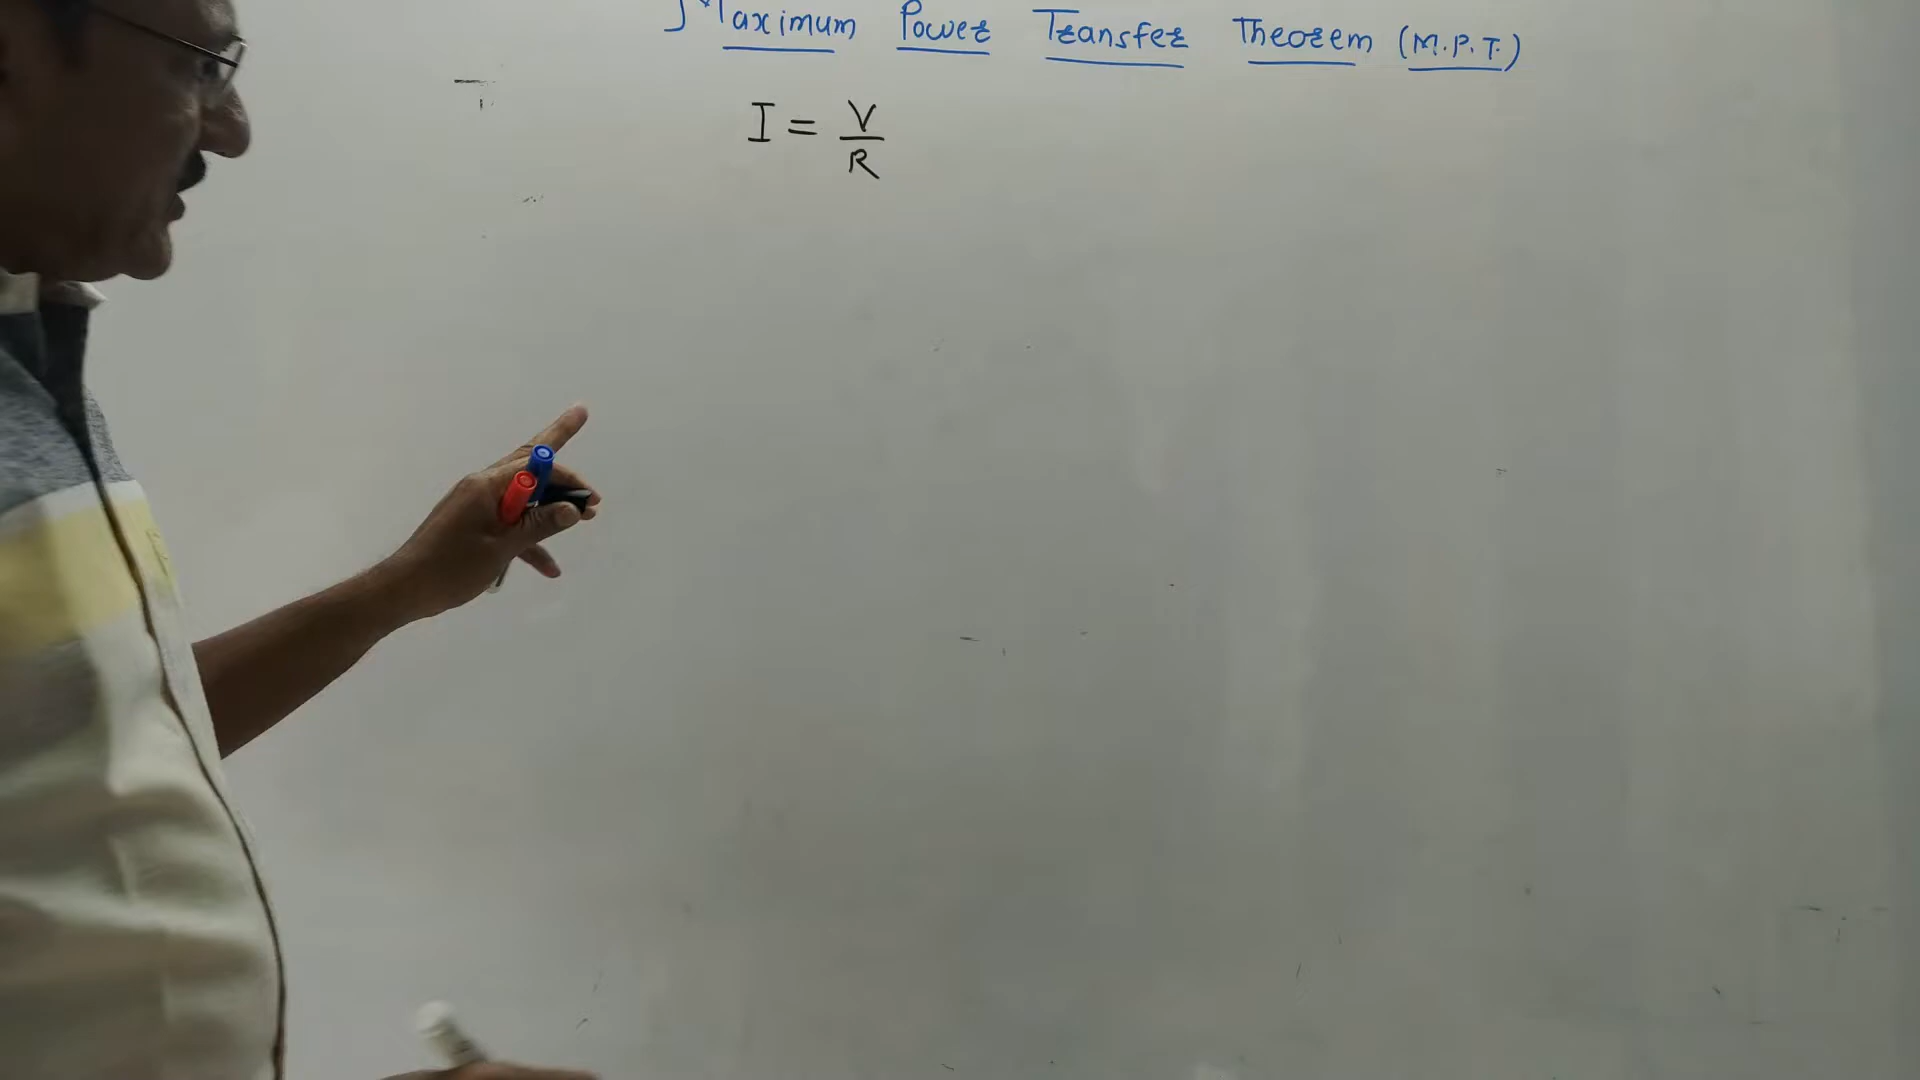 Maximum Power Transfer Theorem (M.P.T.)
I = V/R